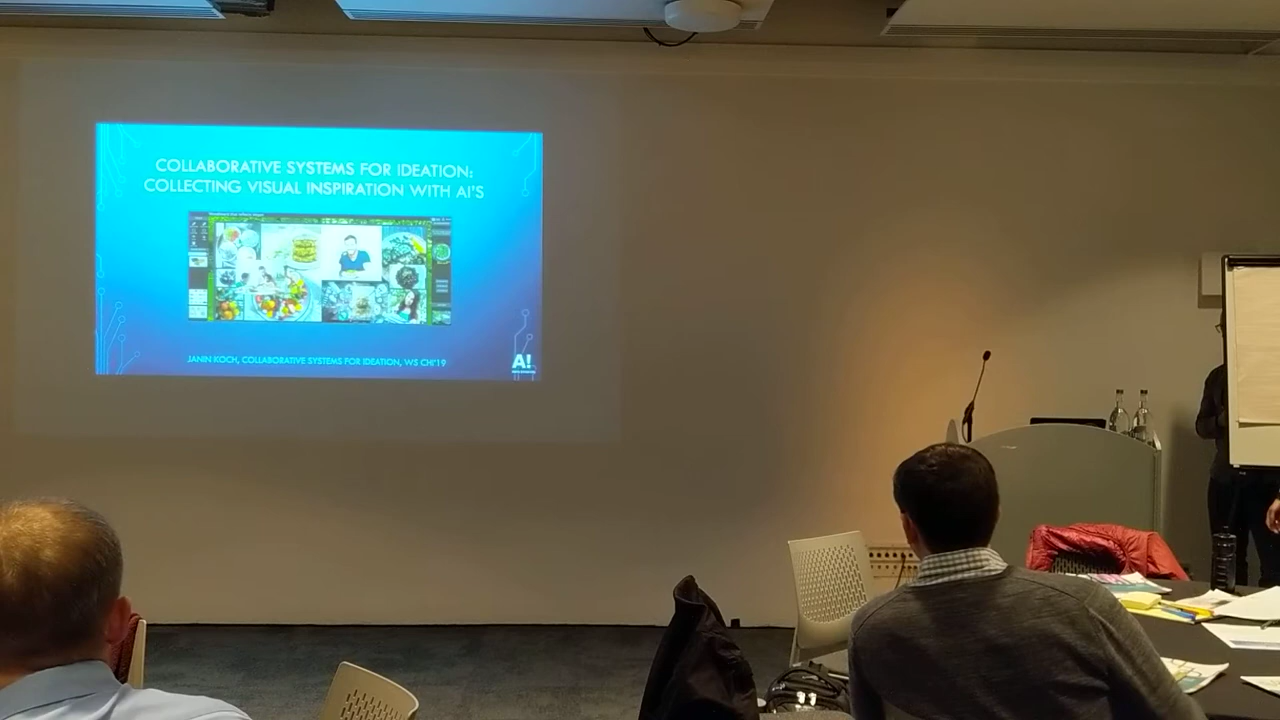 COLLABORATIVE SYSTEMS FOR IDEATION:
COLLECTING VISUAL INSPIRATION WITH AI'S
JANIN KOCH, COLLABORATIVE SYSTEMS FOR IDEATION, WS CHI'19
A!